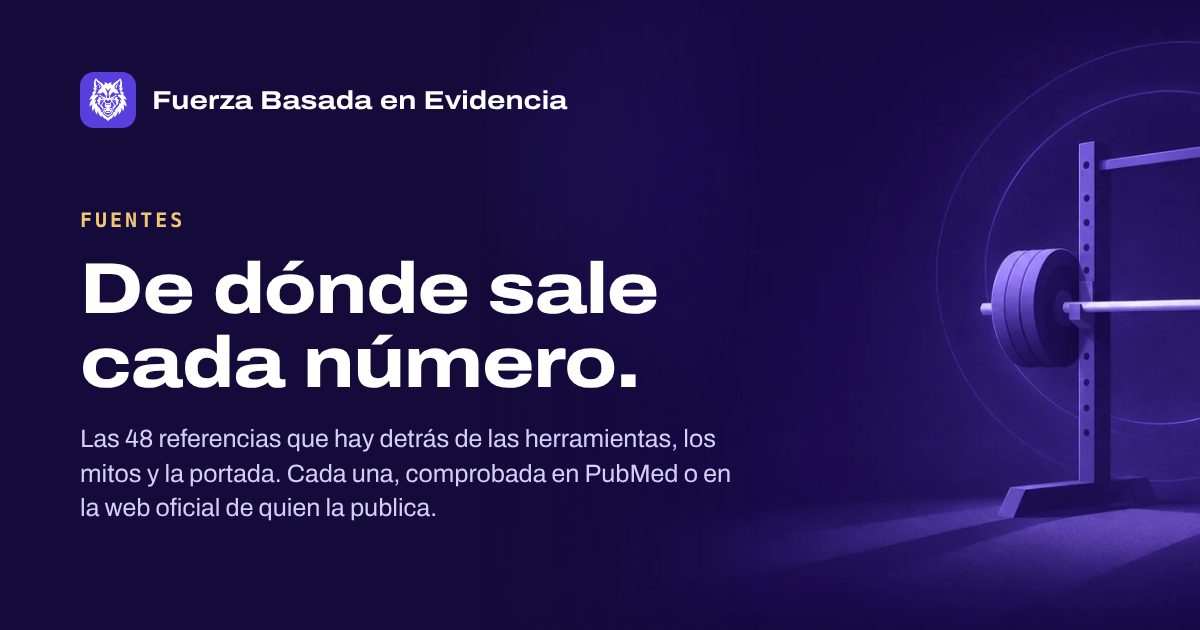 Fuerza Basada en Evidencia
FUENTES
De dónde sale
cada número.
Las 48 referencias que hay detrás de las herramientas, los
mitos y la portada. Cada una, comprobada en PubMed o en
la web oficial de quien la publica.